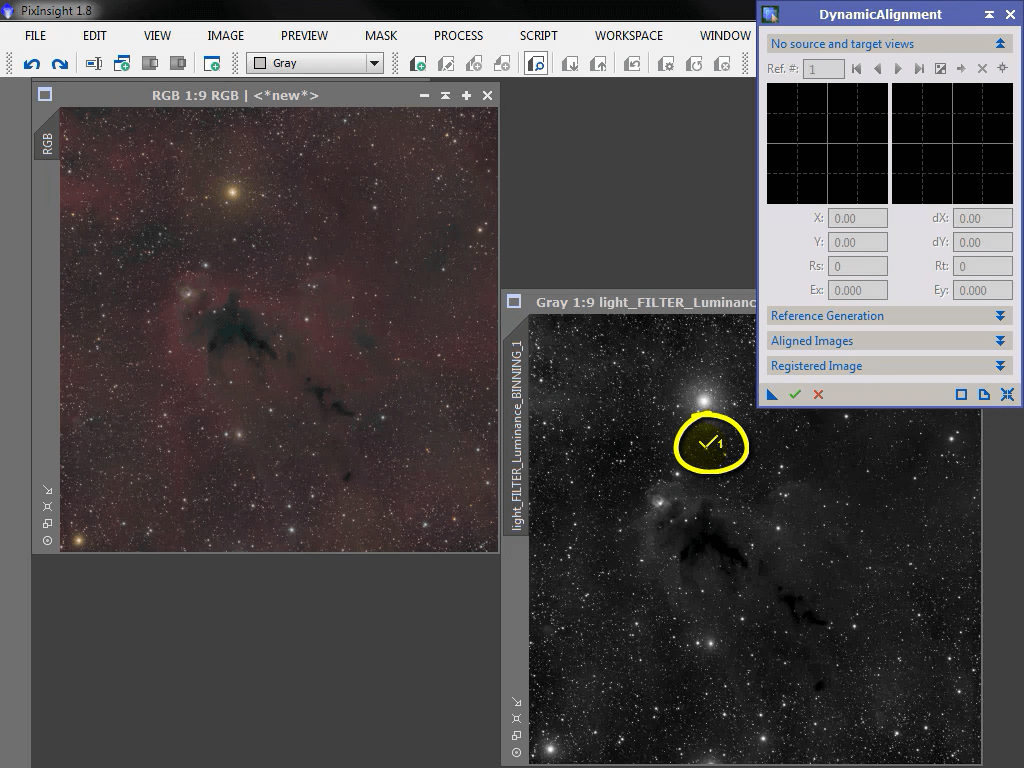 PixInsight 1.8
FILE EDIT VIEW IMAGE PREVIEW MASK PROCESS SCRIPT WORKSPACE WINDOW
Gray
RGB 1:9 RGB | <*new*>
RGB
Gray 1:9 light_FILTER_Luminanc
light_FILTER_Luminance_BINNING_1
1
DynamicAlignment
No source and target views
Ref. #: 1
X: 0.00 dX: 0.00
Y: 0.00 dY: 0.00
Rs: 0 Rt: 0
Ex: 0.000 Ey: 0.000
Reference Generation
Aligned Images
Registered Image